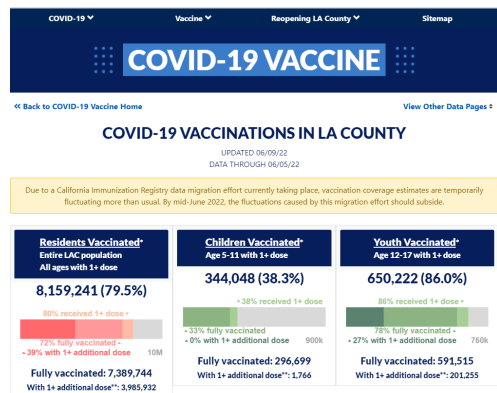 COVID-19 Vaccine Reopening LA County Sitemap
COVID-19 VACCINE
« Back to COVID-19 Vaccine Home View Other Data Pages
COVID-19 VACCINATIONS IN LA COUNTY
UPDATED 06/09/22
DATA THROUGH 06/05/22
Due to a California Immunization Registry data migration effort currently taking place, vaccination coverage estimates are temporarily
fluctuating more than usual. By mid-June 2022, the fluctuations caused by this migration effort should subside.
Residents Vaccinated*
Entire LAC population
All ages with 1+ dose
8,159,241 (79.5%)
80% received 1+ dose
72% fully vaccinated
39% with 1+ additional dose 10M
Fully vaccinated: 7,389,744
With 1+ additional dose**: 3,985,932
Children Vaccinated*
Age 5-11 with 1+ dose
344,048 (38.3%)
38% received 1+ dose
33% fully vaccinated
0% with 1+ additional dose 900k
Fully vaccinated: 296,699
With 1+ additional dose**: 1,766
Youth Vaccinated*
Age 12-17 with 1+ dose
650,222 (86.0%)
86% received 1+ dose
78% fully vaccinated
27% with 1+ additional dose 760k
Fully vaccinated: 591,515
With 1+ additional dose**: 201,255